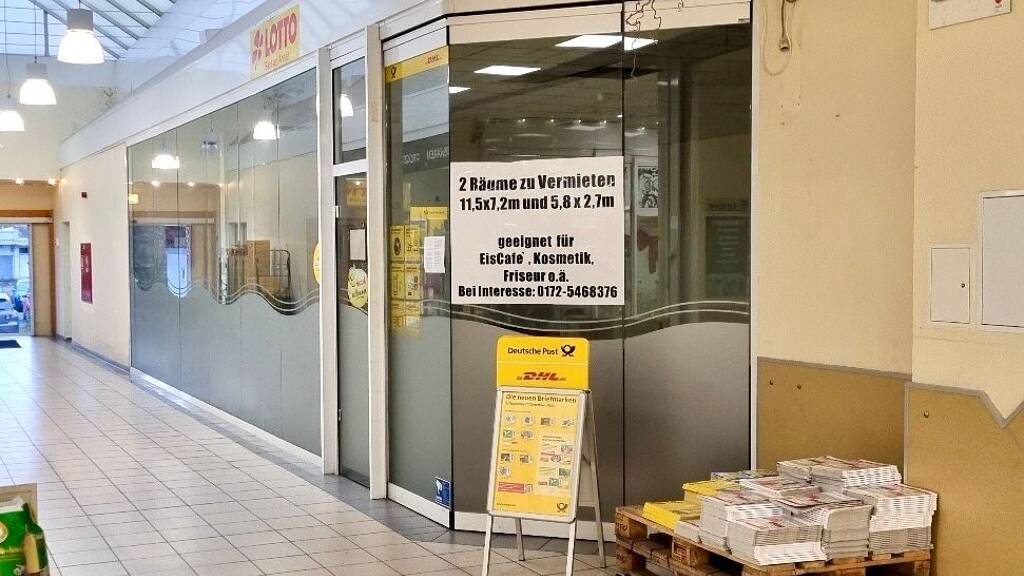 LOTTO
DHL
2 Räume zu Vermieten
11,5x7,2m und 5,8 x 2,7m
geeignet für
EisCafe`, Kosmetik,
Friseur o.ä.
Bei Interesse: 0172-5468376
Deutsche Post
DHL
Die neuen Briefmarken